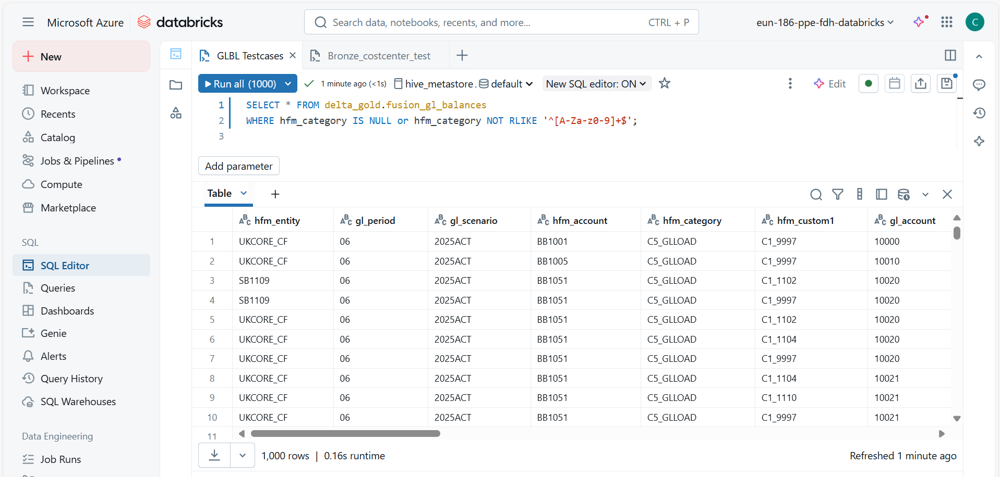 Microsoft Azure databricks Search data, notebooks, recents, and more... CTRL + P eun-186-ppe-fdh-databricks C
New
Workspace
Recents
Catalog
Jobs & Pipelines
Compute
Marketplace
SQL
SQL Editor
Queries
Dashboards
Genie
Alerts
Query History
SQL Warehouses
Data Engineering
Job Runs
GLBL Testcases Bronze_costcenter_test
Run all (1000) 1 minute ago (<1s) hive_metastore. default New SQL editor: ON Edit
1 SELECT * FROM delta_gold.fusion_gl_balances
2 WHERE hfm_category IS NULL or hfm_category NOT RLIKE '^[A-Za-z0-9]+$';
3
Add parameter
Table
hfm_entity gl_period gl_scenario hfm_account hfm_category hfm_custom1 gl_account
1 UKCORE_CF 06 2025ACT BB1001 C5_GLLOAD C1_9997 10000
2 UKCORE_CF 06 2025ACT BB1005 C5_GLLOAD C1_9997 10010
3 SB1109 06 2025ACT BB1051 C5_GLLOAD C1_1102 10020
4 SB1109 06 2025ACT BB1051 C5_GLLOAD C1_9997 10020
5 UKCORE_CF 06 2025ACT BB1051 C5_GLLOAD C1_1102 10020
6 UKCORE_CF 06 2025ACT BB1051 C5_GLLOAD C1_1104 10020
7 UKCORE_CF 06 2025ACT BB1051 C5_GLLOAD C1_9997 10020
8 UKCORE_CF 06 2025ACT BB1051 C5_GLLOAD C1_1104 10021
9 UKCORE_CF 06 2025ACT BB1051 C5_GLLOAD C1_1110 10021
10 UKCORE_CF 06 2025ACT BB1051 C5_GLLOAD C1_9997 10021
11
1,000 rows | 0.16s runtime Refreshed 1 minute ago